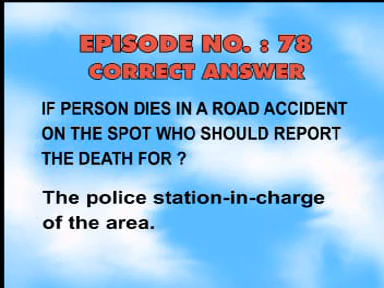 EPISODE NO. : 78
CORRECT ANSWER
IF PERSON DIES IN A ROAD ACCIDENT
ON THE SPOT WHO SHOULD REPORT
THE DEATH FOR ?
The police station-in-charge
of the area.